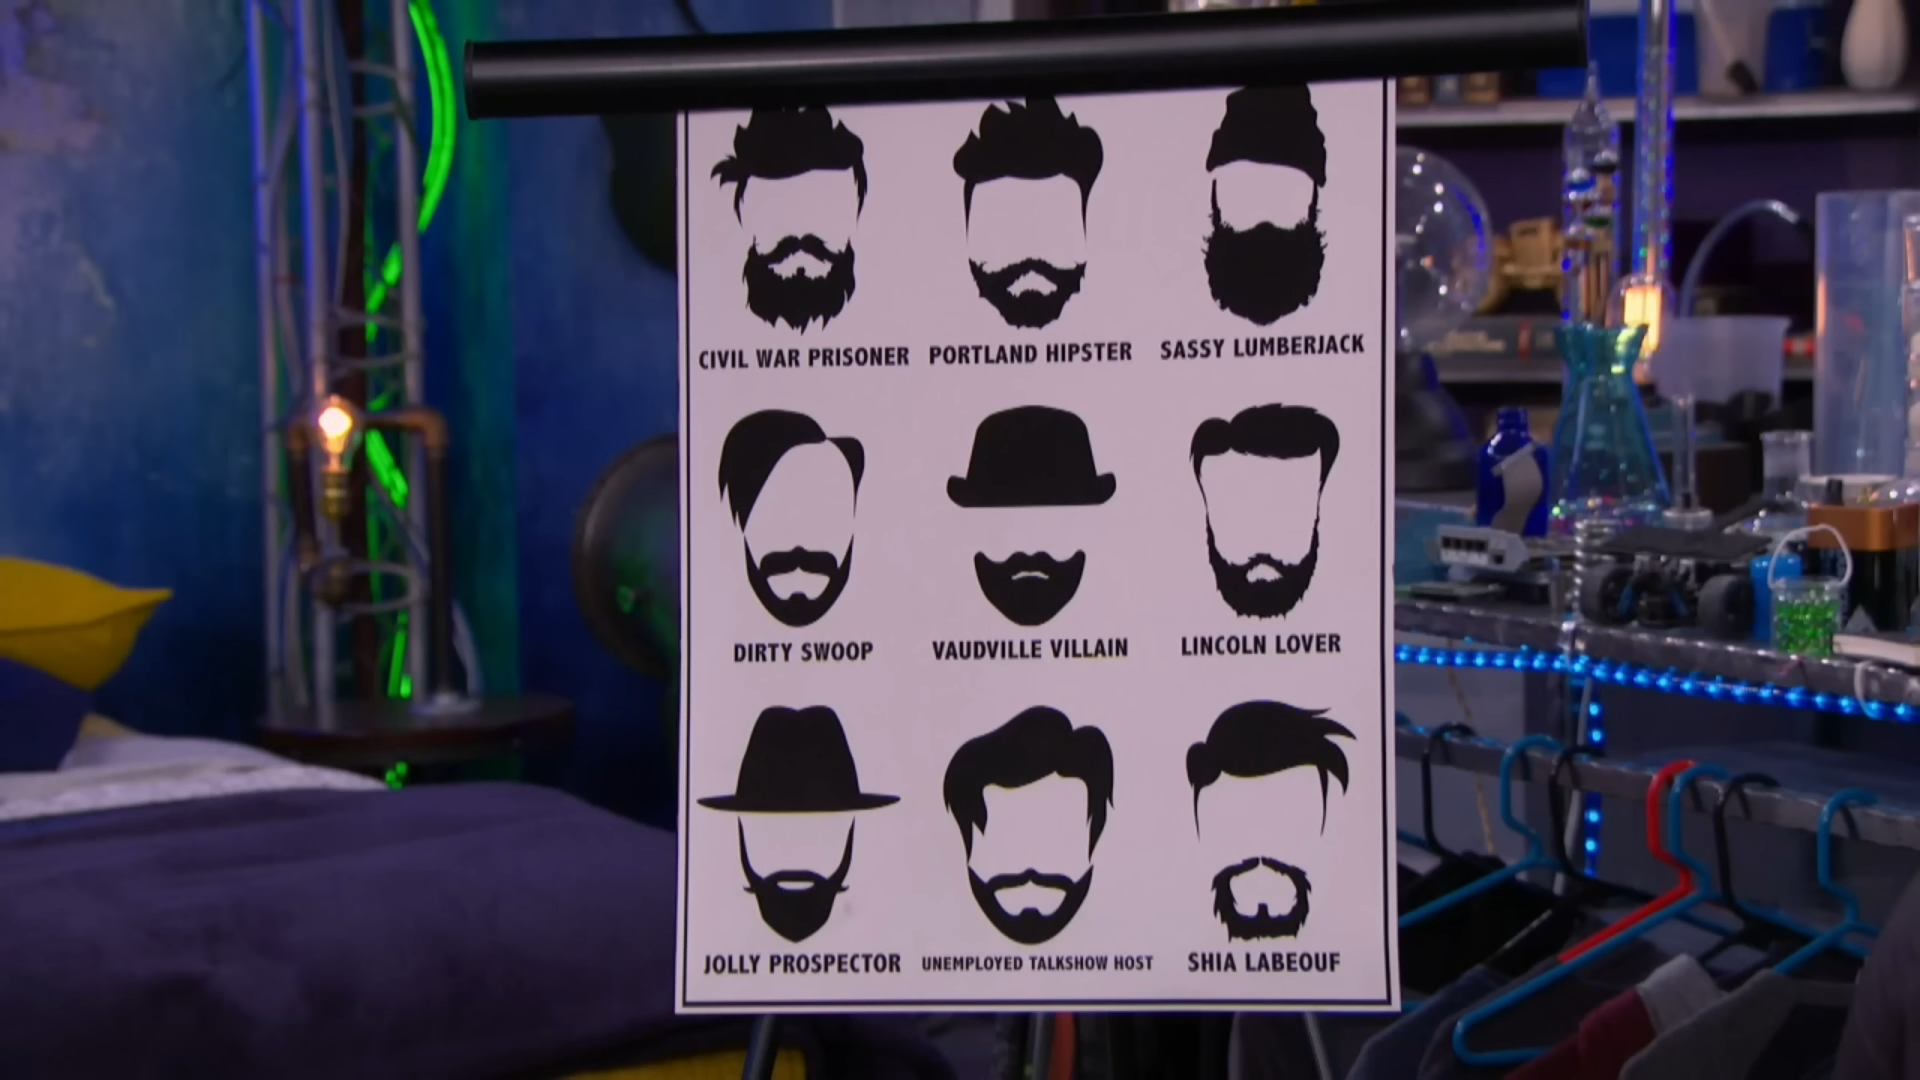 CIVIL WAR PRISONER PORTLAND HIPSTER SASSY LUMBERJACK
DIRTY SWOOP VAUDVILLE VILLAIN LINCOLN LOVER
JOLLY PROSPECTOR UNEMPLOYED TALKSHOW HOST SHIA LABEOUF